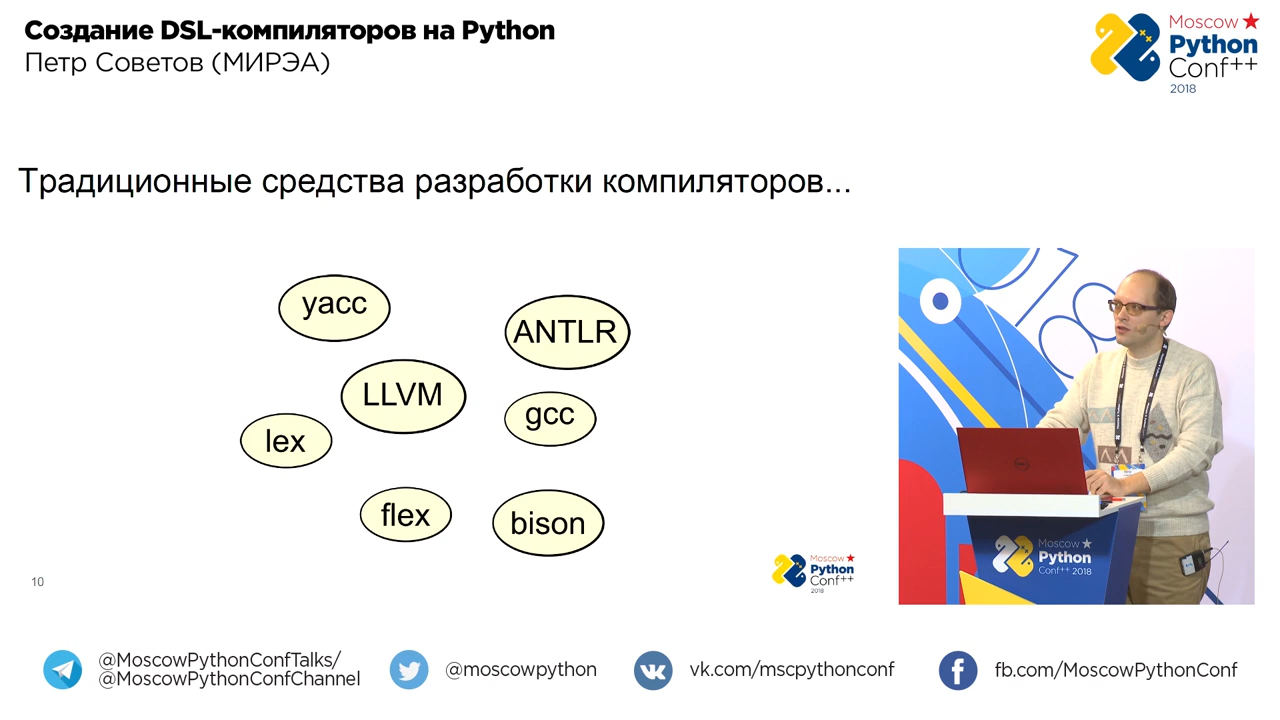 Создание DSL-компиляторов на Python
Петр Советов (МИРЭА)
Moscow
Python
Conf++
2018
Традиционные средства разработки компиляторов...
yacc
ANTLR
LLVM
gcc
lex
flex
bison
10
Moscow
Python
Conf++
2018
Moscow
Python
Conf++ 2018
@MoscowPythonConfTalks/
@MoscowPythonConfChannel
@moscowpython
vk.com/mscpythonconf
fb.com/MoscowPythonConf